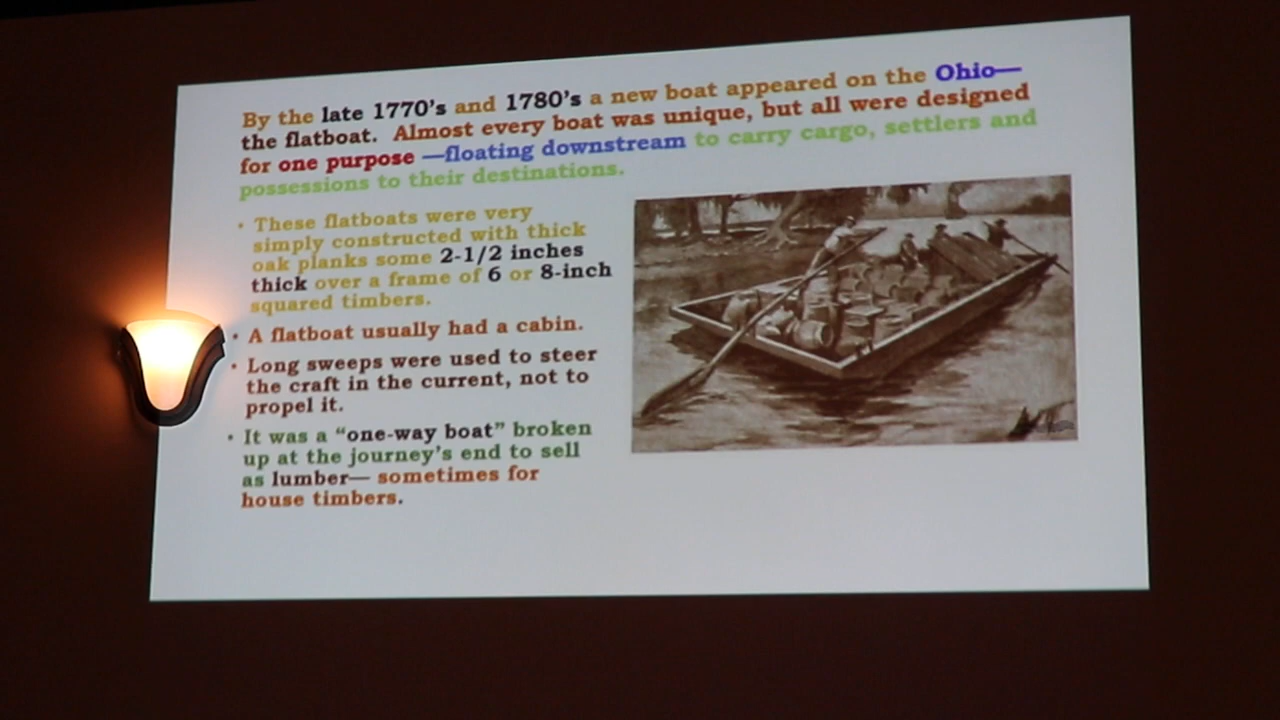 By the late 1770's and 1780's a new boat appeared on the Ohio—
the flatboat. Almost every boat was unique, but all were designed
for one purpose —floating downstream to carry cargo, settlers and
possessions to their destinations.
• These flatboats were very
simply constructed with thick
oak planks some 2-1/2 inches
thick over a frame of 6 or 8-inch
squared timbers.
• A flatboat usually had a cabin.
• Long sweeps were used to steer
the craft in the current, not to
propel it.
• It was a “one-way boat” broken
up at the journey's end to sell
as lumber— sometimes for
house timbers.